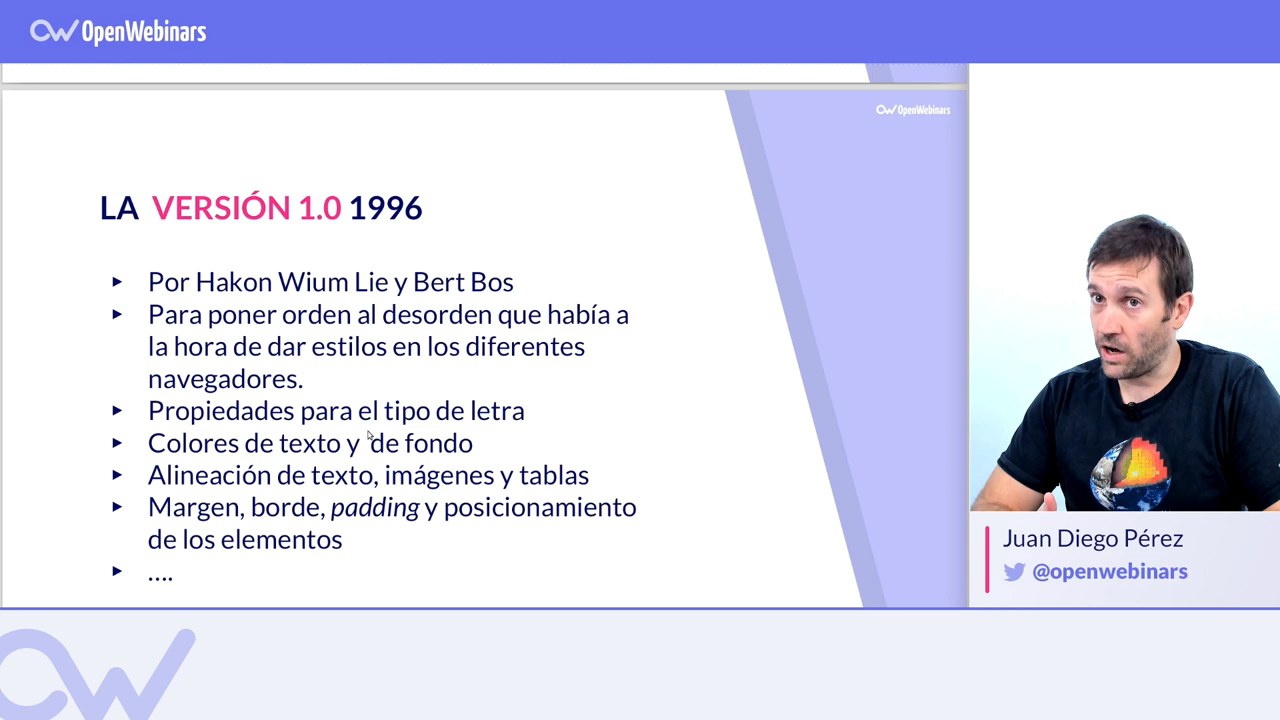 OpenWebinars
OpenWebinars
LA VERSIÓN 1.0 1996
▸ Por Hakon Wium Lie y Bert Bos
▸ Para poner orden al desorden que había a
la hora de dar estilos en los diferentes
navegadores.
▸ Propiedades para el tipo de letra
▸ Colores de texto y de fondo
▸ Alineación de texto, imágenes y tablas
▸ Margen, borde, padding y posicionamiento
de los elementos
▸ ....
Juan Diego Pérez
@openwebinars